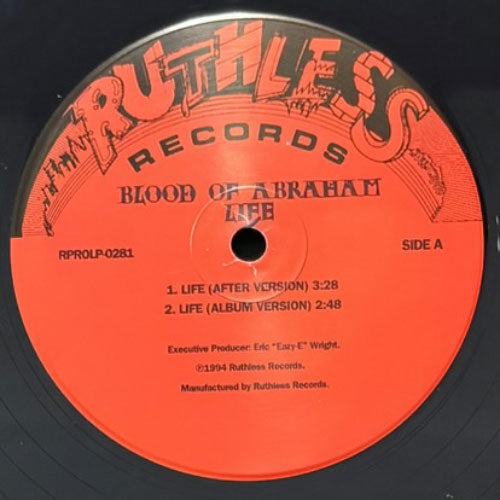 RUTHLESS
RECORDS
BLOOD OF ABRAHAM
LIFE
RPROLP-0281 SIDE A
1. LIFE (AFTER VERSION) 3:28
2. LIFE (ALBUM VERSION) 2:48
Executive Producer: Eric "Eazy-E" Wright.
℗1994 Ruthless Records.
Manufactured by Ruthless Records.